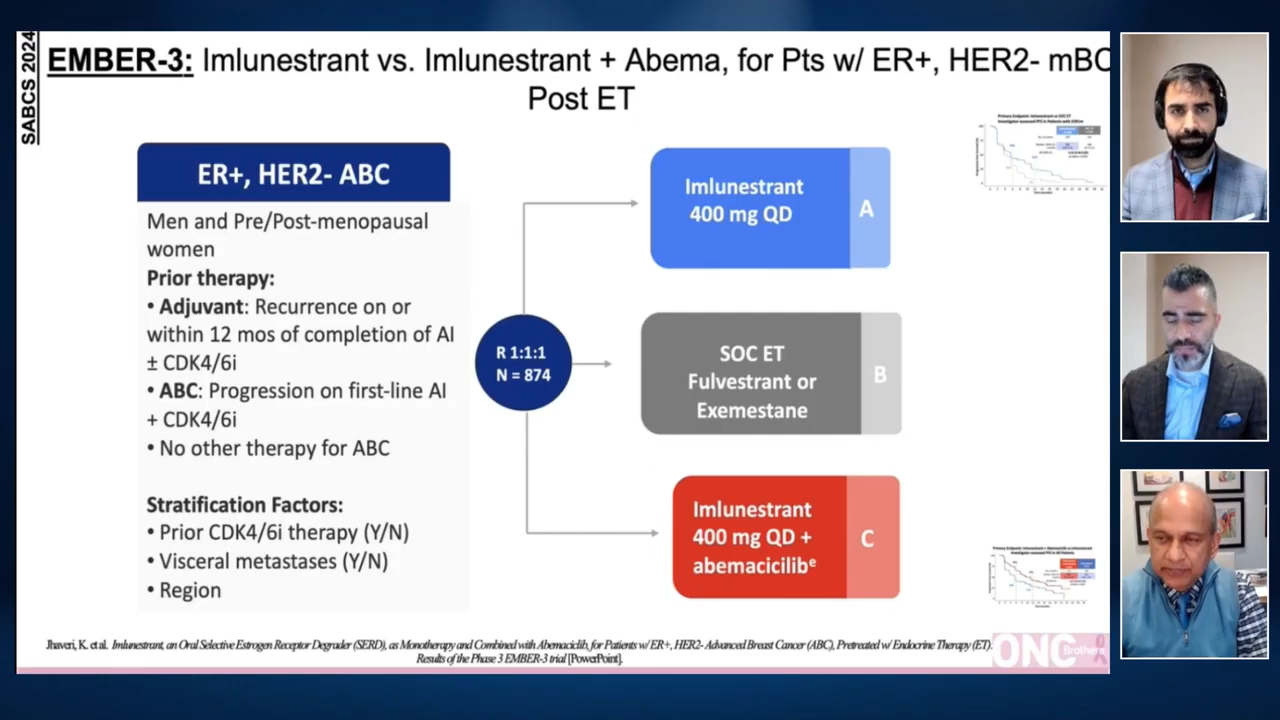 SABCS 2024
EMBER-3: Imlunestrant vs. Imlunestrant + Abema, for Pts w/ ER+, HER2- mBC
Post ET
ER+, HER2- ABC
Men and Pre/Post-menopausal
women
Prior therapy:
• Adjuvant: Recurrence on or
within 12 mos of completion of AI
± CDK4/6i
• ABC: Progression on first-line AI
+ CDK4/6i
• No other therapy for ABC
Stratification Factors:
• Prior CDK4/6i therapy (Y/N)
• Visceral metastases (Y/N)
• Region
R 1:1:1
N = 874
Imlunestrant
400 mg QD
A
SOC ET
Fulvestrant or
Exemestane
B
Imlunestrant
400 mg QD +
abemacicilibᵉ
C
Jhaveri, K. et al. Imlunestrant, an Oral Selective Estrogen Receptor Degrader (SERD), as Monotherapy and Combined with Abemaciclib, for Patients w/ ER+, HER2- Advanced Breast Cancer (ABC), Pretreated w/ Endocrine Therapy (ET).
Results of the Phase 3 EMBER-3 trial [PowerPoint].
ONC
Brothers